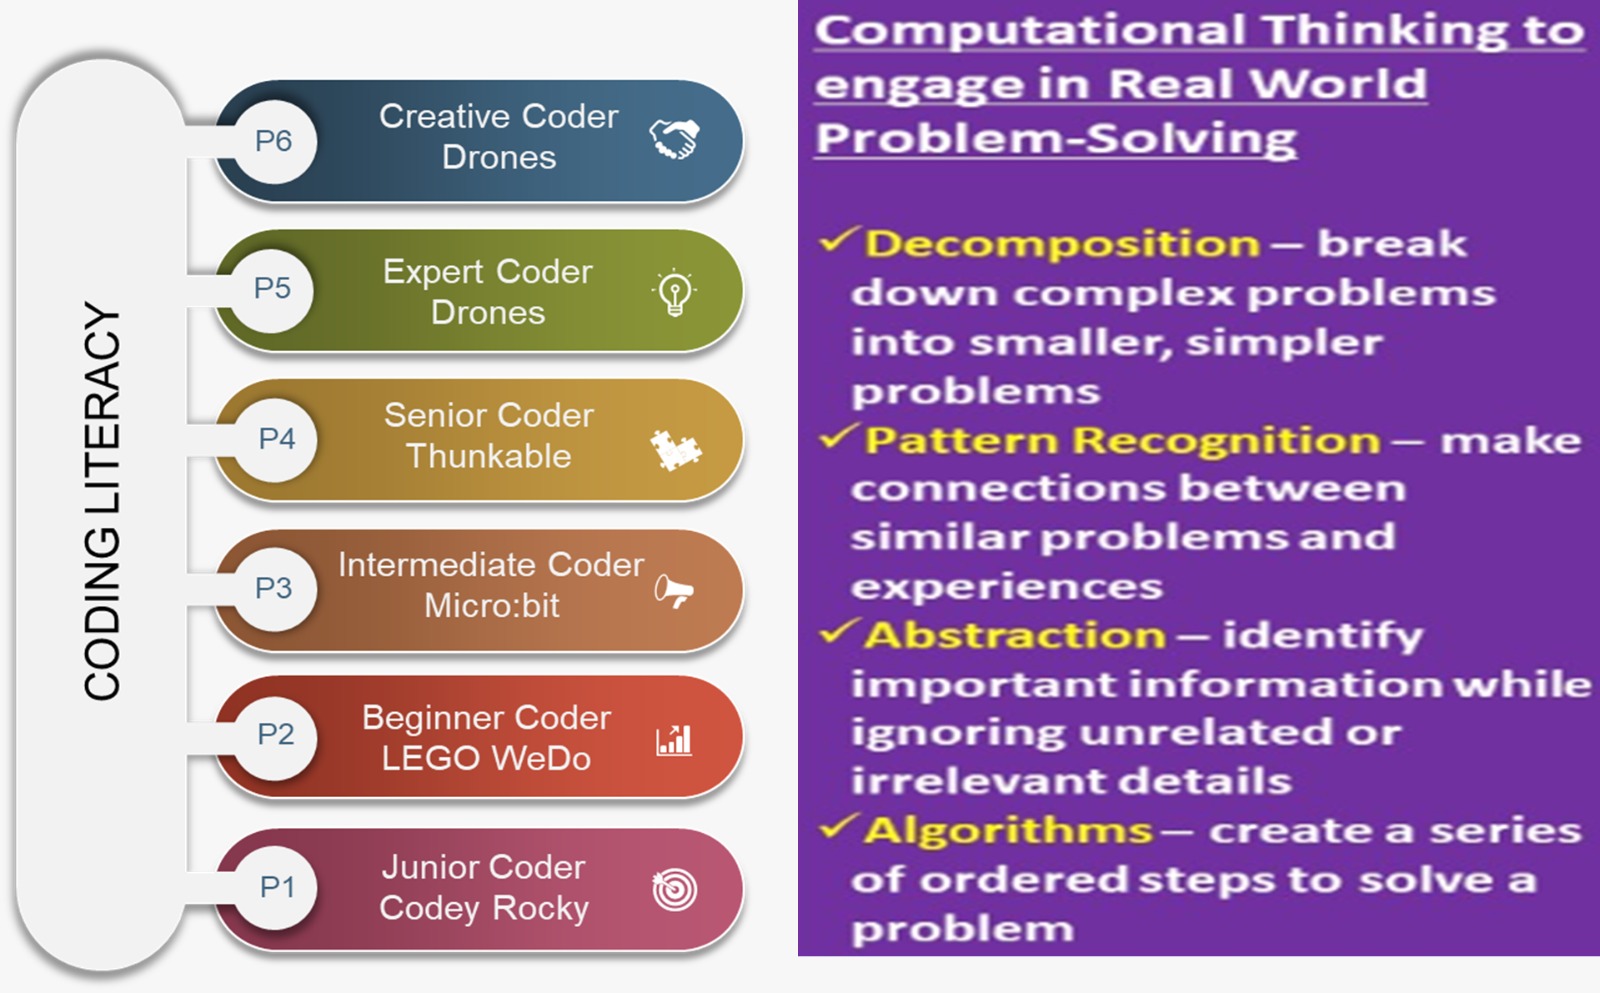 CODING LITERACY
P6
Creative Coder
Drones
P5
Expert Coder
Drones
P4
Senior Coder
Thunkable
P3
Intermediate Coder
Micro:bit
P2
Beginner Coder
LEGO WeDo
P1
Junior Coder
Codey Rocky
Computational Thinking to
engage in Real World
Problem-Solving
✓Decomposition – break
down complex problems
into smaller, simpler
problems
✓Pattern Recognition – make
connections between
similar problems and
experiences
✓Abstraction – identify
important information while
ignoring unrelated or
irrelevant details
✓Algorithms – create a series
of ordered steps to solve a
problem